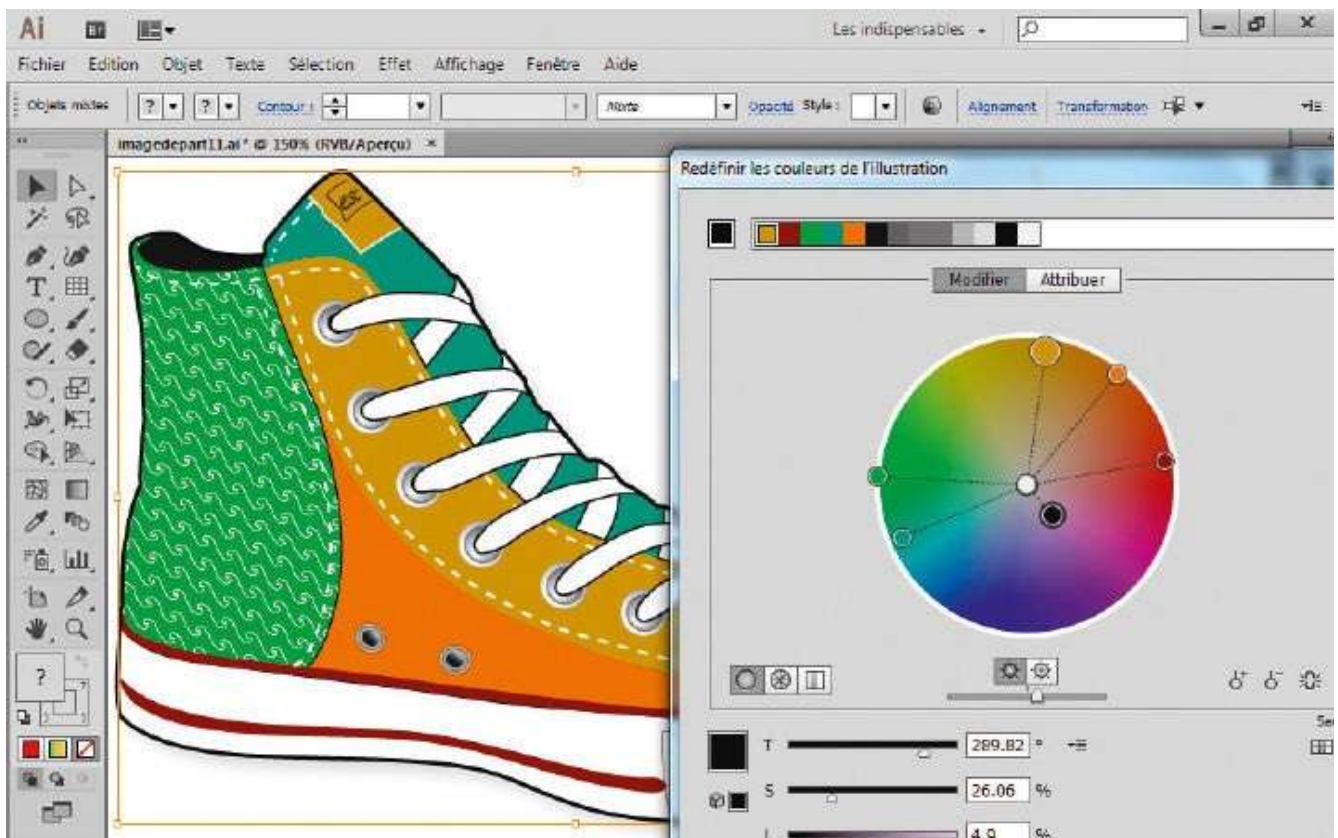 Ai Les indispensables
Fichier Edition Objet Texte Sélection Effet Affichage Fenêtre Aide
Objets mixtes ? ? Contour : Opacité Style : Alignement Transformation
imagedepart11.ai* @ 150% (RVB/Aperçu) ×
Redéfinir les couleurs de l'illustration
Modifier Attribuer
?
T 289.82 °
S 26.06 %
L 4.9 %